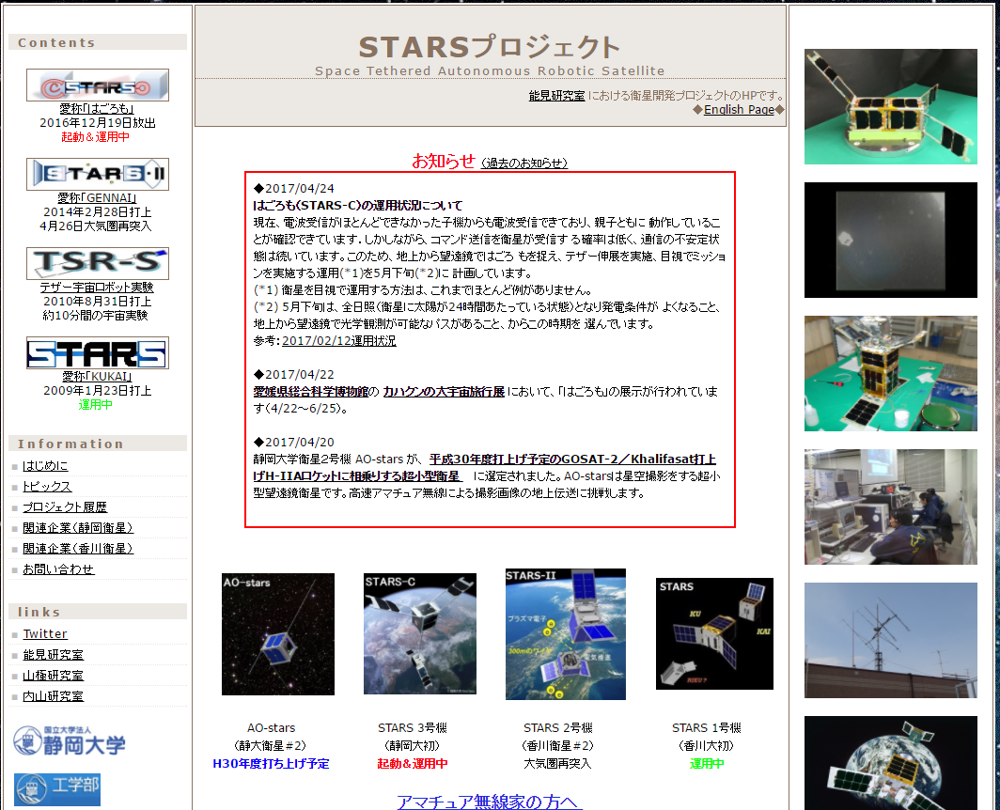 Contents
CSTARS
愛称「はごろも」
2016年12月19日放出
起動＆運用中
STARS-II
愛称「GENNAI」
2014年2月28日打上
4月26日大気圏再突入
TSR-S
テザー宇宙ロボット実験
2010年8月31日打上
約10分間の宇宙実験
STARS
愛称「KUKAI」
2009年1月23日打上
運用中
Information
はじめに
トピックス
プロジェクト履歴
関連企業（静岡衛星）
関連企業（香川衛星）
お問い合わせ
links
Twitter
能見研究室
山極研究室
内山研究室
国立大学法人
静岡大学
工学部
STARSプロジェクト
Space Tethered Autonomous Robotic Satellite
能見研究室 における衛星開発プロジェクトのHPです。
◆English Page◆
お知らせ （過去のお知らせ）
◆2017/04/24
はごろも（STARS-C）の運用状況について
現在、電波受信がほとんどできなかった子機からも電波受信できており、親子ともに 動作しているこ
とが確認できています．しかしながら、コマンド送信を衛星が受信す る確率は低く、通信の不安定状
態は続いています。このため、地上から望遠鏡ではごろ もを捉え、テザー伸展を実施、目視でミッショ
ンを実施する運用(*1)を5月下旬(*2)に 計画しています。
(*1) 衛星を目視で運用する方法は、これまでほとんど例がありません。
(*2) 5月下旬は、全日照（衛星に太陽が24時間あたっている状態）となり発電条件が よくなること、
地上から望遠鏡で光学観測が可能なパスがあること、からこの時期を 選んでいます。
参考：2017/02/12運用状況
◆2017/04/22
愛媛県総合科学博物館の カハクンの大宇宙旅行展 において、「はごろも」の展示が行われていま
す（4/22～6/25）。
◆2017/04/20
静岡大学衛星２号機 AO-stars が、 平成30年度打上げ予定のGOSAT-2／Khalifasat打上
げH-IIAロケットに相乗りする超小型衛星　に選定されました。AO-starsは星空撮影をする超小
型望遠鏡衛星です。高速アマチュア無線による撮影画像の地上伝送に挑戦します。
AO-stars
STARS-C
STARS-II
プラズマ電子
300mのワイヤ
電気推進
STARS
KU
KAI
RIKU ?
AO-stars
（静大衛星＃2）
H30年度打ち上げ予定
STARS 3号機
（静岡大初）
起動＆運用中
STARS 2号機
（香川衛星＃2）
大気圏再突入
STARS 1号機
（香川大初）
運用中
アマチュア無線家の方へ